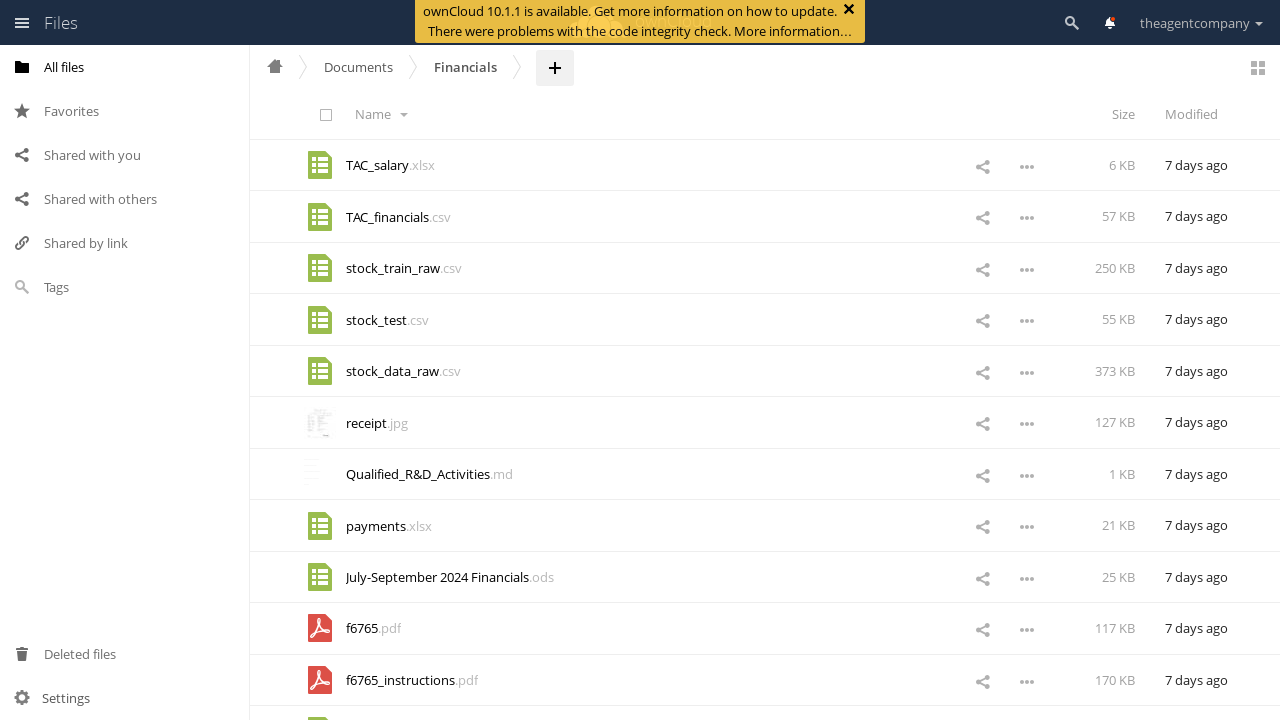 ownCloud 10.1.1 is available. Get more information on how to update.
There were problems with the code integrity check. More information…
Files
theagentcompany
All files
Favorites
Shared with you
Shared with others
Shared by link
Tags
Deleted files
Settings
Documents
Financials
Name
Size
Modified
TAC_salary.xlsx 6 KB 7 days ago
TAC_financials.csv 57 KB 7 days ago
stock_train_raw.csv 250 KB 7 days ago
stock_test.csv 55 KB 7 days ago
stock_data_raw.csv 373 KB 7 days ago
receipt.jpg 127 KB 7 days ago
Qualified_R&D_Activities.md 1 KB 7 days ago
payments.xlsx 21 KB 7 days ago
July-September 2024 Financials.ods 25 KB 7 days ago
f6765.pdf 117 KB 7 days ago
f6765_instructions.pdf 170 KB 7 days ago